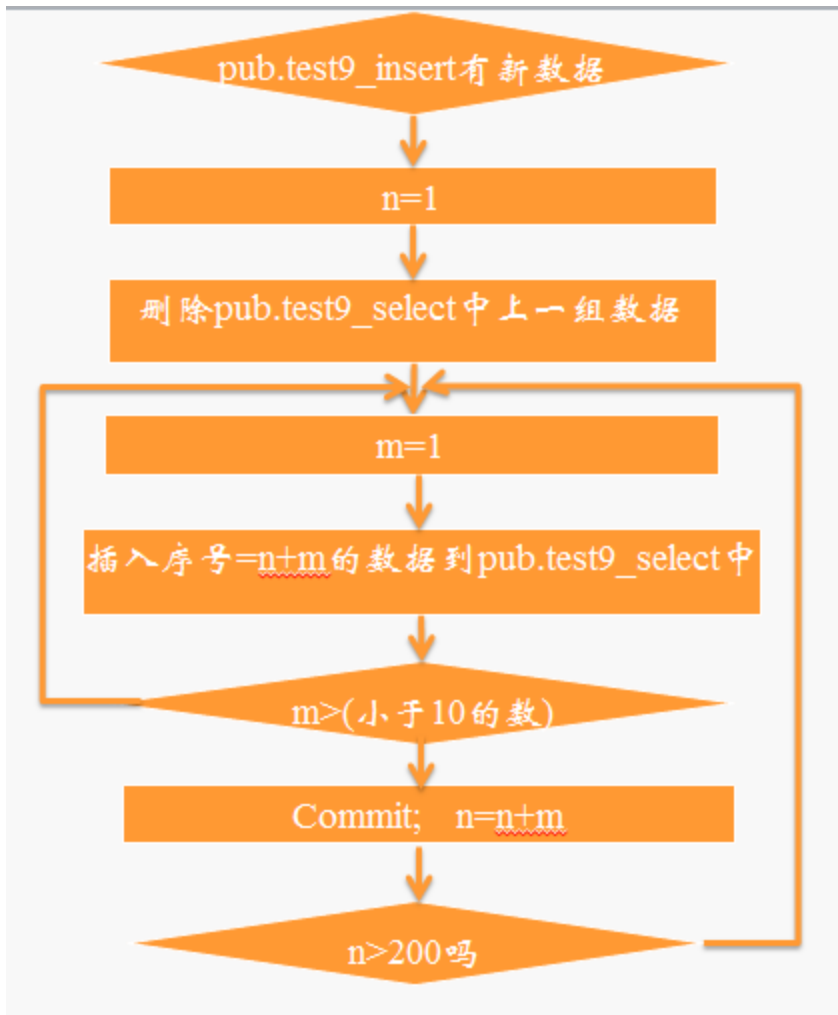 pub.test9_insert有新数据
n=1
删除pub.test9_select中上一组数据
m=1
插入序号=n+m的数据到pub.test9_select中
m>(小于10的数)
Commit; n=n+m
n>200吗